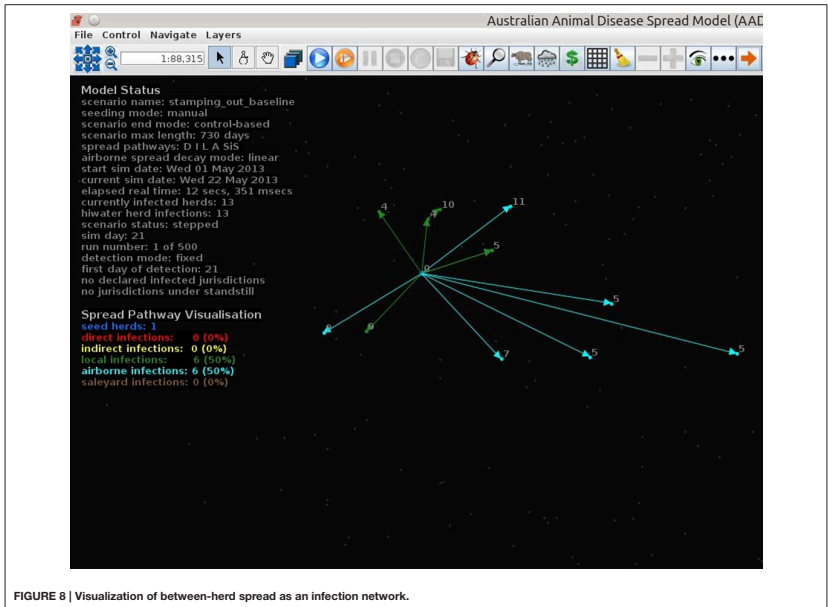 Australian Animal Disease Spread Model (AAD
File Control Navigate Layers
1:88,315
Model Status
scenario name: stamping_out_baseline
seeding mode: manual
scenario end mode: control-based
scenario max length: 730 days
spread pathways: D I L A SiS
airborne spread decay mode: linear
start sim date: Wed 01 May 2013
current sim date: Wed 22 May 2013
elapsed real time: 12 secs, 351 msecs
currently infected herds: 13
hiwater herd infections: 13
scenario status: stepped
sim day: 21
run number: 1 of 500
detection mode: fixed
first day of detection: 21
no declared infected jurisdictions
no jurisdictions under standstill
Spread Pathway Visualisation
seed herds: 1
direct infections: 0 (0%)
indirect infections: 0 (0%)
local infections: 6 (50%)
airborne infections: 6 (50%)
saleyard infections: 0 (0%)
4
4
10
11
5
0
5
7
5
5
FIGURE 8 | Visualization of between-herd spread as an infection network.